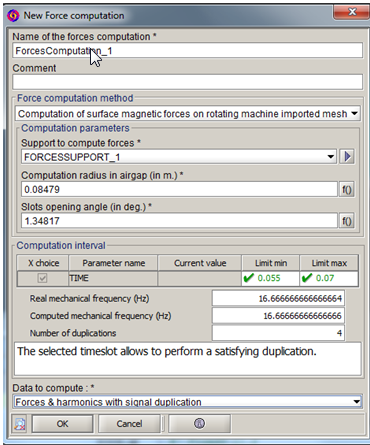 New Force computation
Name of the forces computation *
ForcesComputation_1
Comment
Force computation method
Computation of surface magnetic forces on rotating machine imported mesh
Computation parameters
Support to compute forces *
FORCESSUPPORT_1
Computation radius in airgap (in m.) *
0.08479 f()
Slots opening angle (in deg.) *
1.34817 f()
Computation interval
X choice Parameter name Current value Limit min Limit max
TIME 0.055 0.07
Real mechanical frequency (Hz) 16.666666666666664
Computed mechanical frequency (Hz) 16.66666666666666
Number of duplications 4
The selected timeslot allows to perform a satisfying duplication.
Data to compute : *
Forces & harmonics with signal duplication
OK Cancel